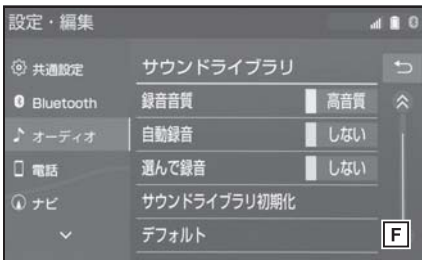 設定・編集
共通設定
Bluetooth
オーディオ
電話
ナビ
サウンドライブラリ
録音音質 高音質
自動録音 しない
選んで録音 しない
サウンドライブラリ初期化
デフォルト
F